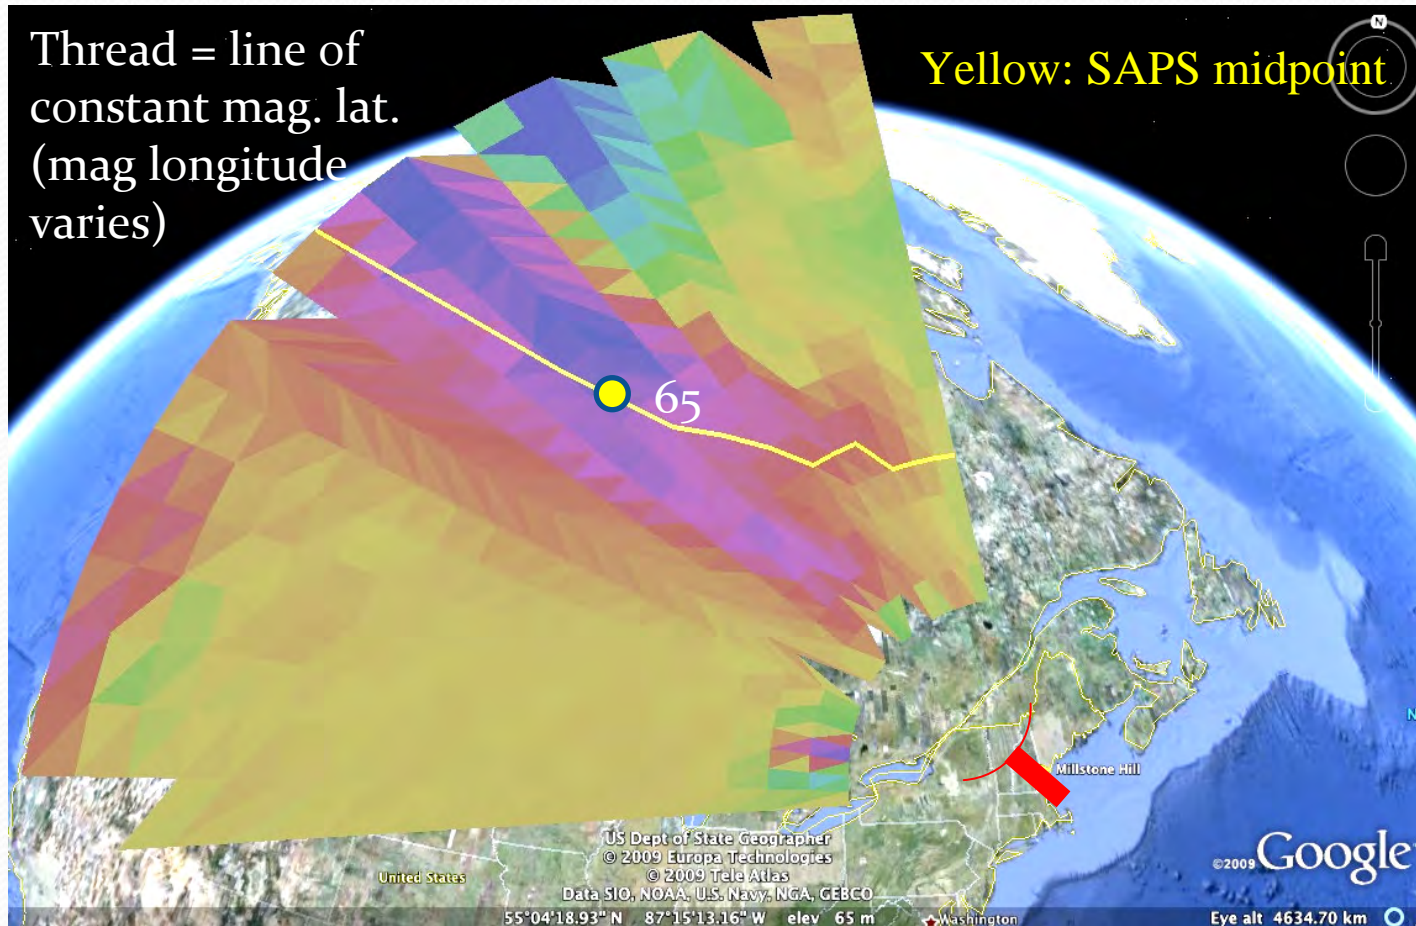 Thread = line of
constant mag. lat.
(mag longitude
varies)
Yellow: SAPS midpoint
N
65
N
Millstone Hill
US Dept of State Geographer
© 2009 Europa Technologies
© 2009 Tele Atlas
Data SIO, NOAA, U.S. Navy, NGA, GEBCO
United States
©2009 Google
55°04'18.93" N 87°15'13.16" W elev 65 m
Washington
Eye alt 4634.70 km